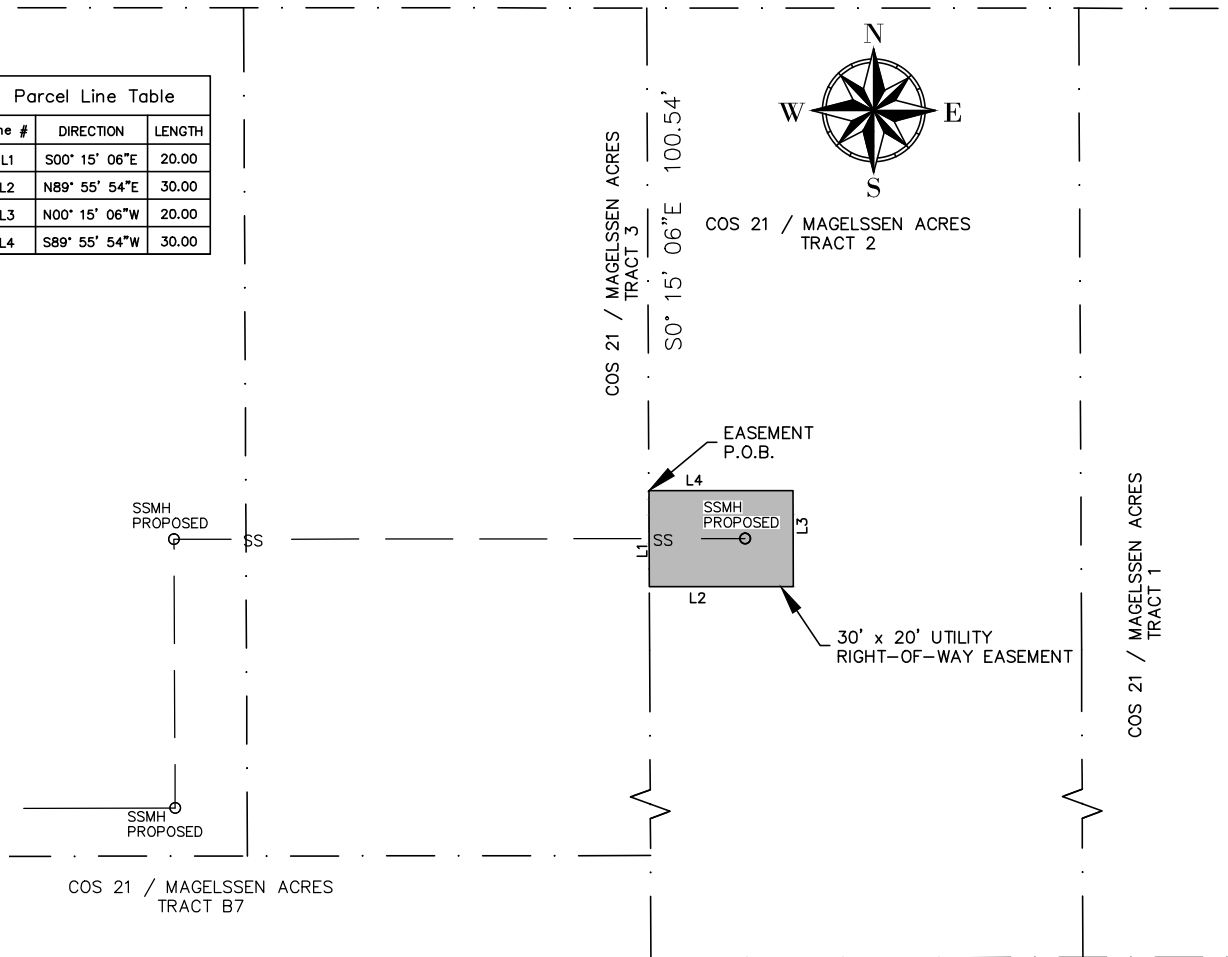 Parcel Line Table
ne # DIRECTION LENGTH
L1 S00° 15' 06"E 20.00
L2 N89° 55' 54"E 30.00
L3 N00° 15' 06"W 20.00
L4 S89° 55' 54"W 30.00
N
W E
S
COS 21 / MAGELSSEN ACRES
TRACT 3
S0° 15' 06"E 100.54'
COS 21 / MAGELSSEN ACRES
TRACT 2
EASEMENT
P.O.B.
L4
SSMH
PROPOSED
SS
SSMH
PROPOSED
SS
L1
L3
L2
30' x 20' UTILITY
RIGHT-OF-WAY EASEMENT
COS 21 / MAGELSSEN ACRES
TRACT 1
SSMH
PROPOSED
COS 21 / MAGELSSEN ACRES
TRACT B7